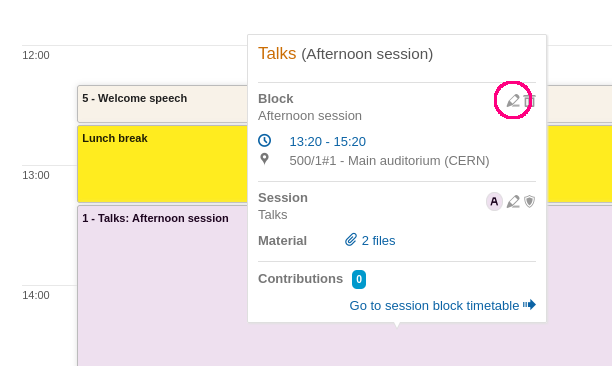 12:00
5 - Welcome speech
Lunch break
13:00
1 - Talks: Afternoon session
14:00
Talks (Afternoon session)
Block
Afternoon session
13:20 - 15:20
500/1#1 - Main auditorium (CERN)
Session
A
Talks
Material
2 files
Contributions 0
Go to session block timetable